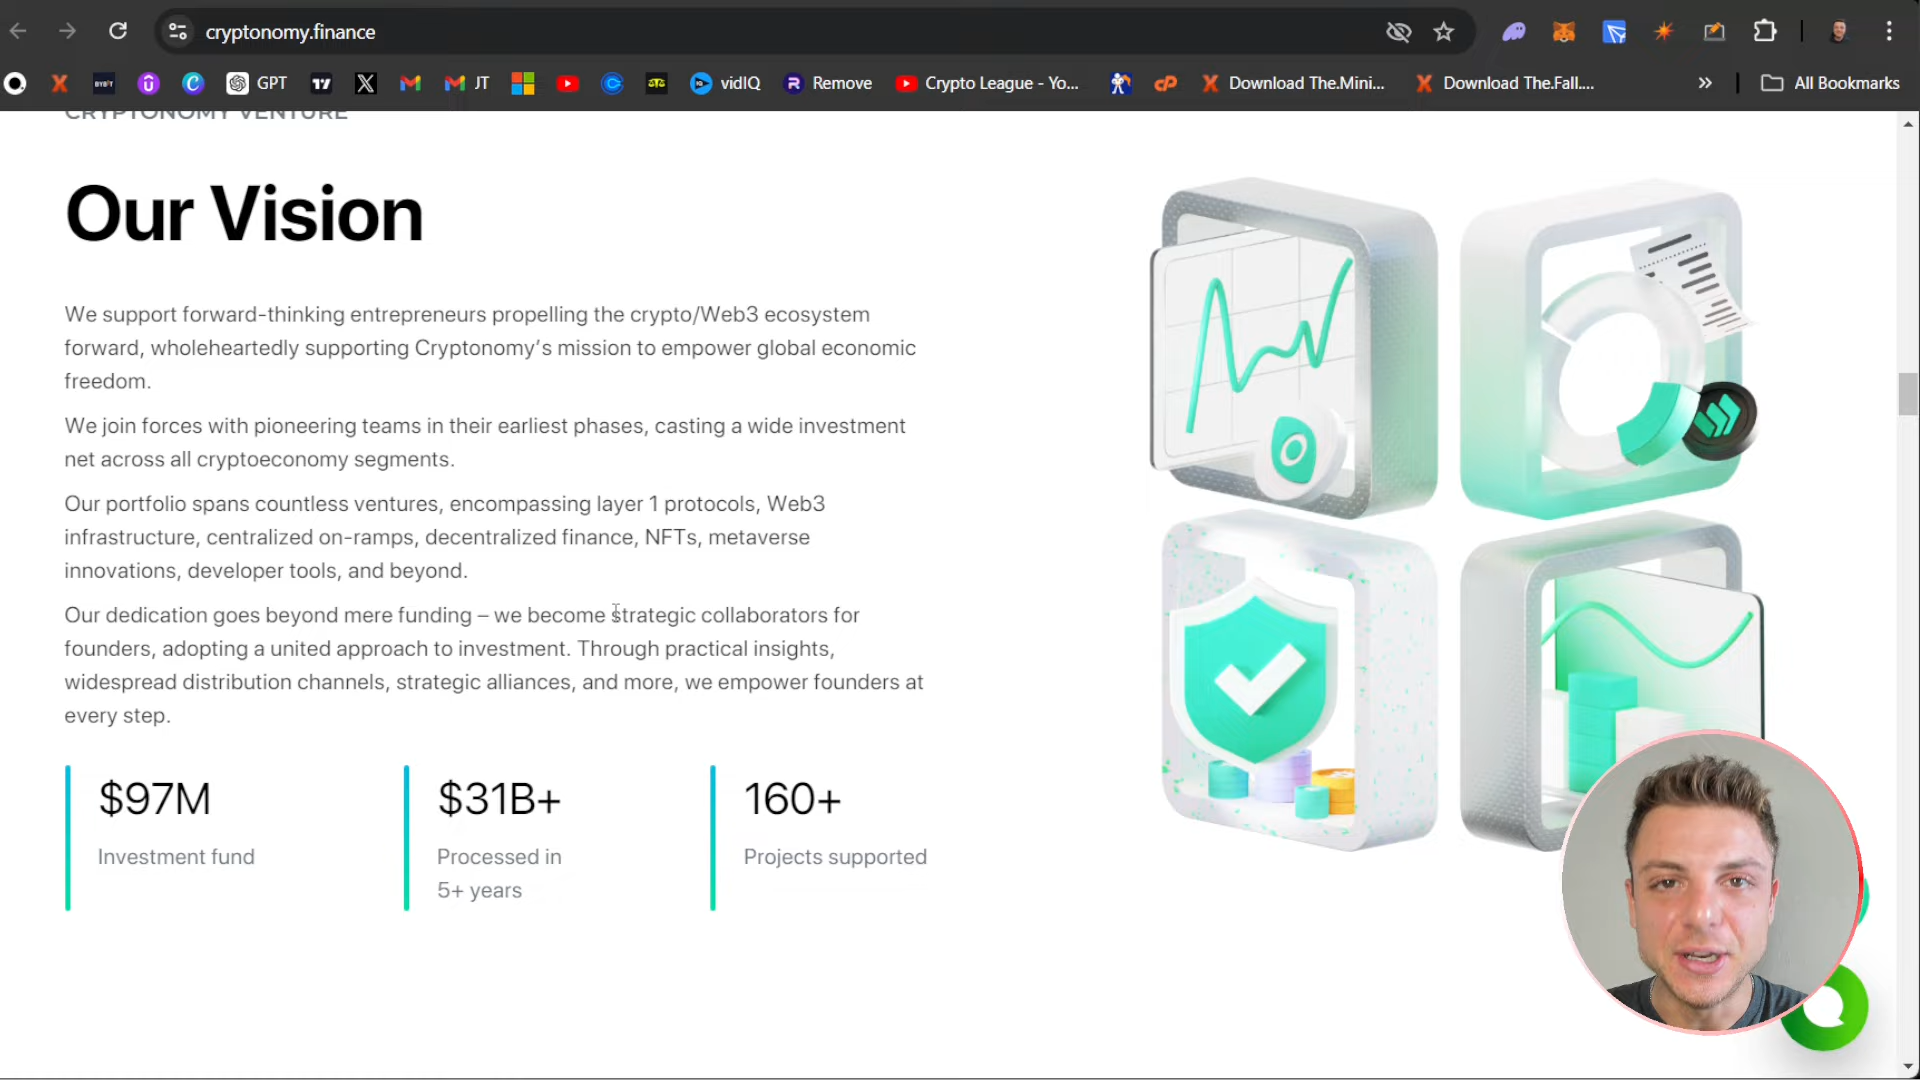 cryptonomy.finance
BYBIT
GPT
JT
vidIQ
Remove
Crypto League - Yo...
Download The.Mini...
Download The.Fall....
All Bookmarks
CRYPTONOMY VENTURE
Our Vision
We support forward-thinking entrepreneurs propelling the crypto/Web3 ecosystem
forward, wholeheartedly supporting Cryptonomy’s mission to empower global economic
freedom.
We join forces with pioneering teams in their earliest phases, casting a wide investment
net across all cryptoeconomy segments.
Our portfolio spans countless ventures, encompassing layer 1 protocols, Web3
infrastructure, centralized on-ramps, decentralized finance, NFTs, metaverse
innovations, developer tools, and beyond.
Our dedication goes beyond mere funding – we become strategic collaborators for
founders, adopting a united approach to investment. Through practical insights,
widespread distribution channels, strategic alliances, and more, we empower founders at
every step.
$97M
Investment fund
$31B+
Processed in
5+ years
160+
Projects supported